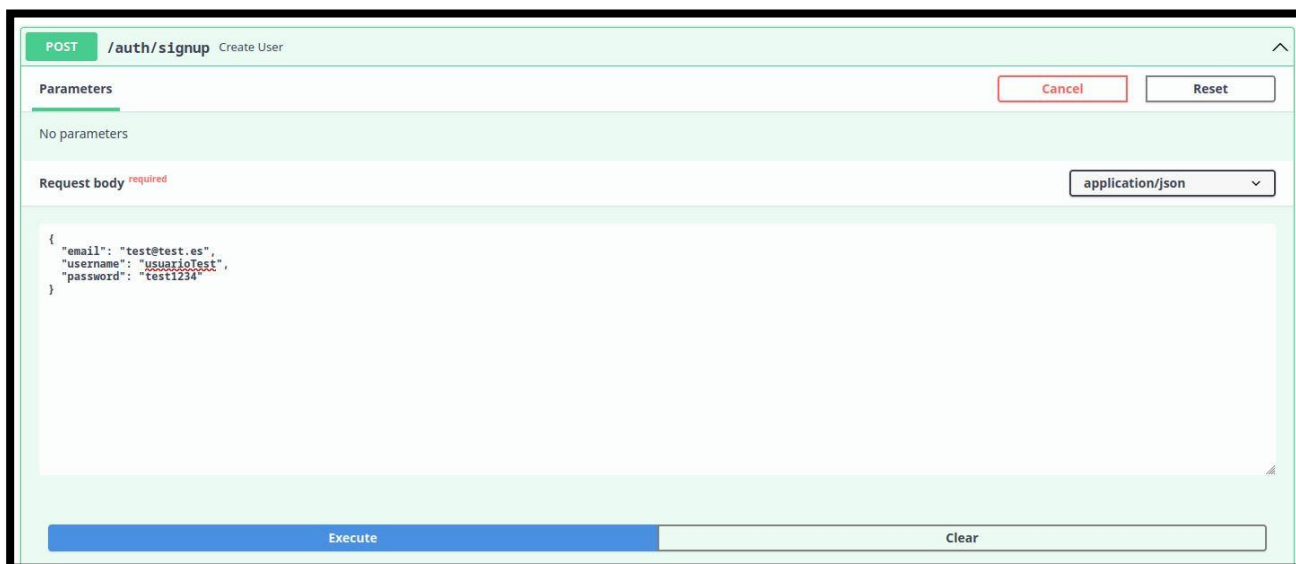 POST /auth/signup Create User
Parameters
Cancel
Reset
No parameters
Request body required
application/json
{
"email": "test@test.es",
"username": "usuarioTest",
"password": "test1234"
}
Execute
Clear